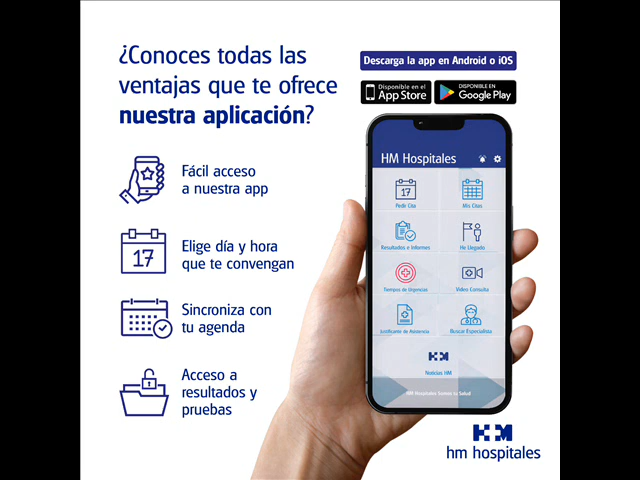 ¿Conoces todas las
ventajas que te ofrece
nuestra aplicación?
Descarga la app en Android o iOS
Disponible en el
App Store
DISPONIBLE EN
Google Play
Fácil acceso
a nuestra app
17
Elige día y hora
que te convengan
Sincroniza con
tu agenda
Acceso a
resultados y
pruebas
HM Hospitales
17
Pedir Cita
Mis Citas
Resultados e Informes
He Llegado
Tiempos de Urgencias
Video Consulta
Justificante de Asistencia
Buscar Especialista
HM
Noticias HM
HM Hospitales Somos tu Salud
HM
hm hospitales